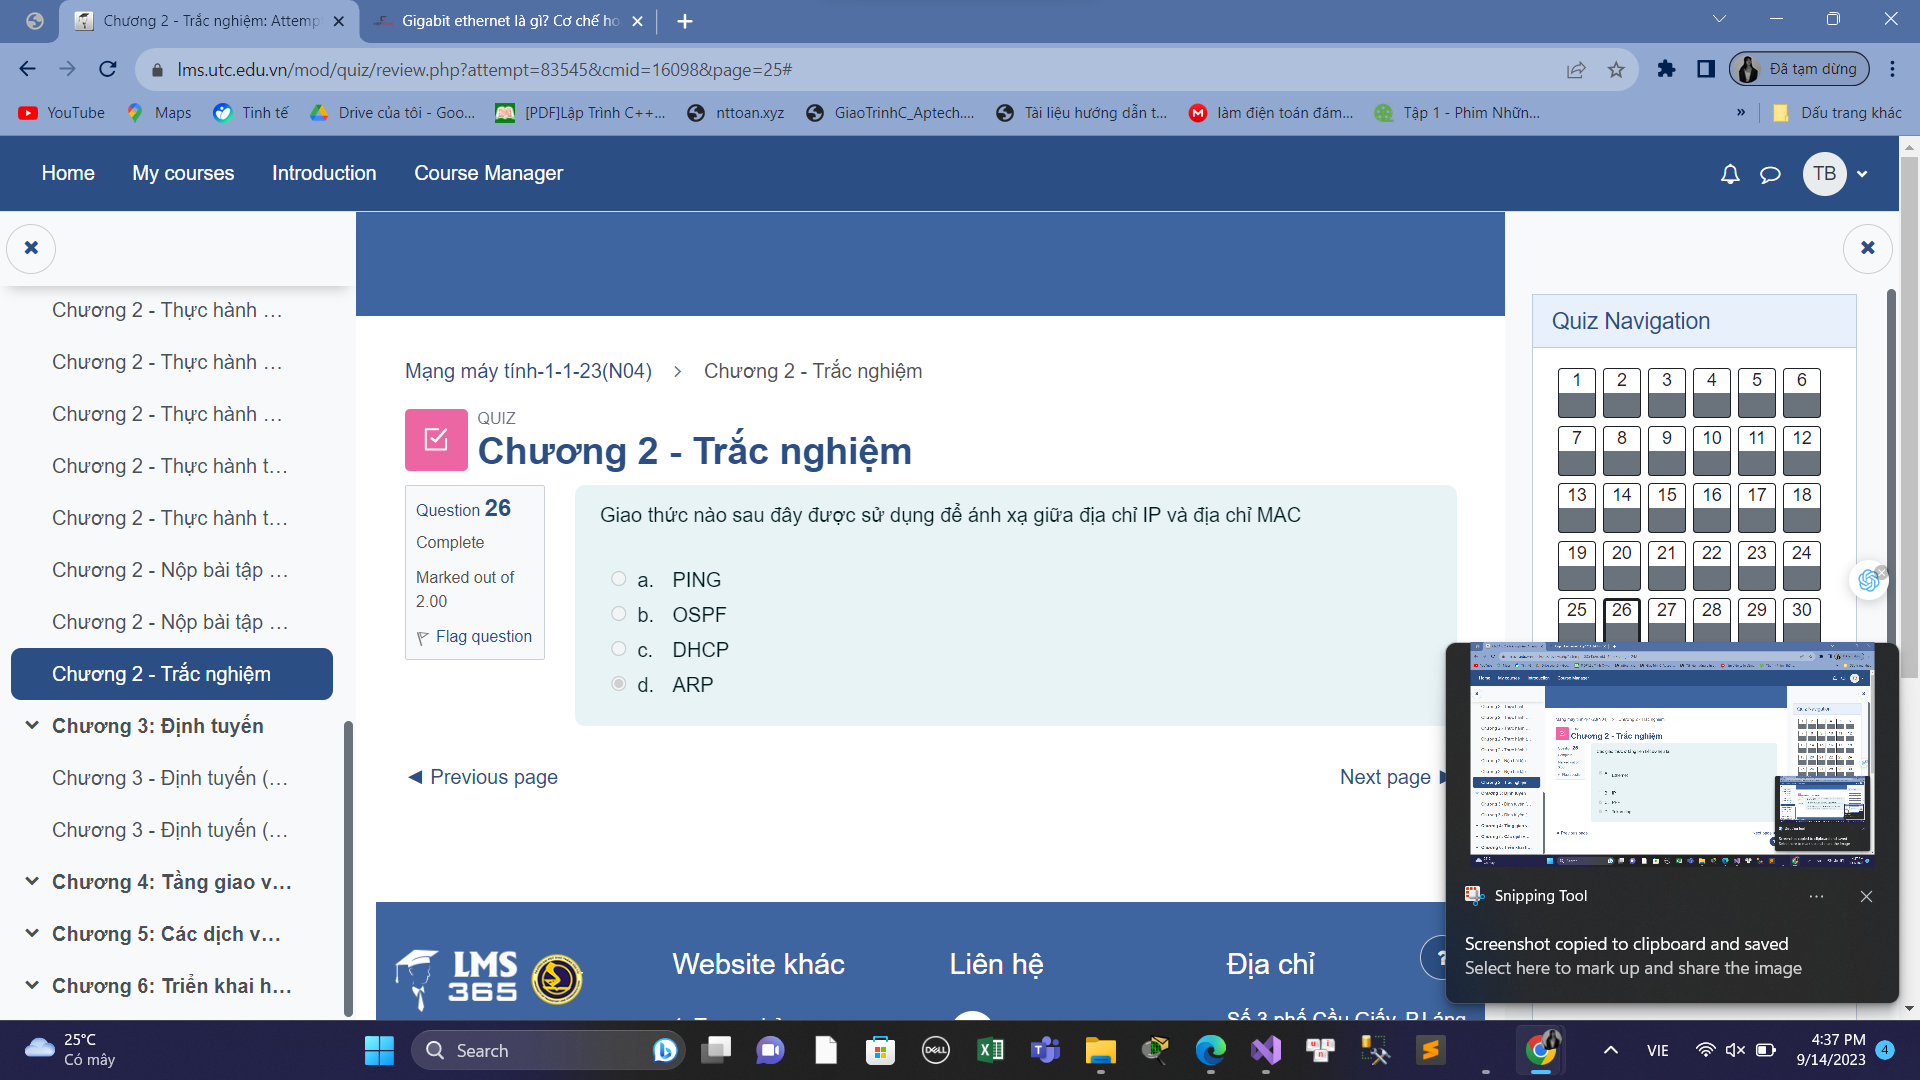 Chương 2 - Trắc nghiệm: Attemp
Gigabit ethernet là gì? Cơ chế ho
lms.utc.edu.vn/mod/quiz/review.php?attempt=83545&cmid=16098&page=25#
Đã tạm dừng
YouTube
Maps
Tinh tế
Drive của tôi - Goo...
[PDF]Lập Trình C++...
nttoan.xyz
GiaoTrinhC_Aptech....
Tài liệu hướng dẫn t...
làm điện toán đám...
Tập 1 - Phim Nhữn...
»
Dấu trang khác
Home
My courses
Introduction
Course Manager
TB
Chương 2 - Thực hành ...
Chương 2 - Thực hành ...
Chương 2 - Thực hành ...
Chương 2 - Thực hành t...
Chương 2 - Thực hành t...
Chương 2 - Nộp bài tập ...
Chương 2 - Nộp bài tập ...
Chương 2 - Trắc nghiệm
Chương 3: Định tuyến
Chương 3 - Định tuyến (...
Chương 3 - Định tuyến (...
Chương 4: Tầng giao v...
Chương 5: Các dịch v...
Chương 6: Triển khai h...
Mạng máy tính-1-1-23(N04) > Chương 2 - Trắc nghiệm
QUIZ
Chương 2 - Trắc nghiệm
Question 26
Complete
Marked out of
2.00
Flag question
Giao thức nào sau đây được sử dụng để ánh xạ giữa địa chỉ IP và địa chỉ MAC
a. PING
b. OSPF
c. DHCP
d. ARP
◄ Previous page
Next page ►
Quiz Navigation
1 2 3 4 5 6
7 8 9 10 11 12
13 14 15 16 17 18
19 20 21 22 23 24
25 26 27 28 29 30
Quiz Navigation
Chương 2 - Trắc nghiệm
Snipping Tool
Screenshot copied to clipboard and saved
Select here to mark up and share the image
LMS
365
Website khác
Liên hệ
Địa chỉ
?
Số 3 phố Cầu Giấy, P.Láng
25°C
Có mây
Search
DELL
VIE
4:37 PM
9/14/2023
4